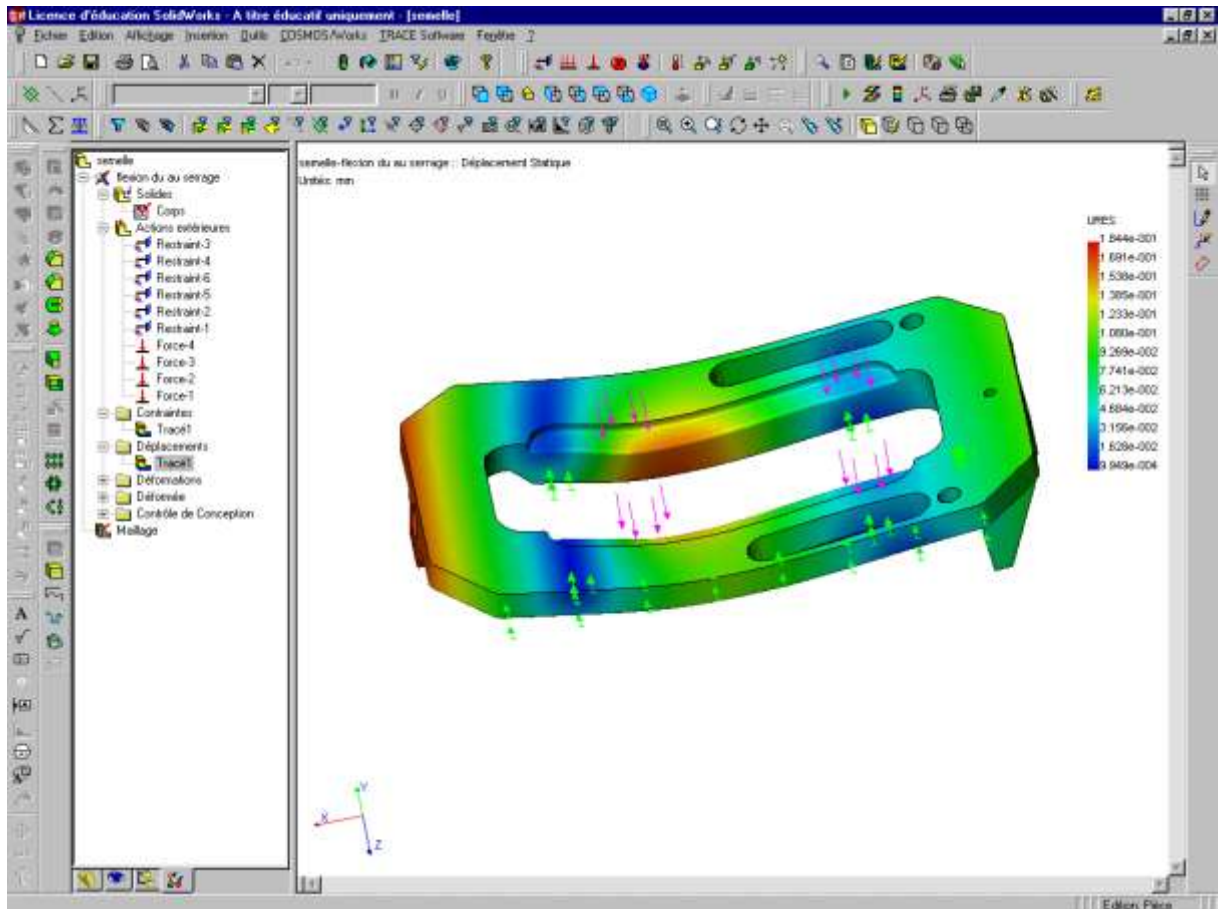 Licence d'éducation SolidWorks - A titre éducatif uniquement - [semelle]
Fichier Edition Affichage Insertion Outils COSMOS/Works TRACE Software Fenêtre ?
semelle
flexion du au serrage
Solides
Corps
Actions extérieures
Restraint-3
Restraint-4
Restraint-6
Restraint-5
Restraint-2
Restraint-1
Force-4
Force-3
Force-2
Force-1
Contraintes
Tracé1
Déplacements
Tracé1
Déformations
Déformée
Contrôle de Conception
Maillage
semelle-flexion du au serrage : Déplacement Statique
Unités: mm
URES
1.844e-001
1.691e-001
1.538e-001
1.385e-001
1.233e-001
1.080e-001
9.269e-002
7.741e-002
6.213e-002
4.684e-002
3.156e-002
1.628e-002
9.949e-004
Y
X
Z
Edition: Pièce